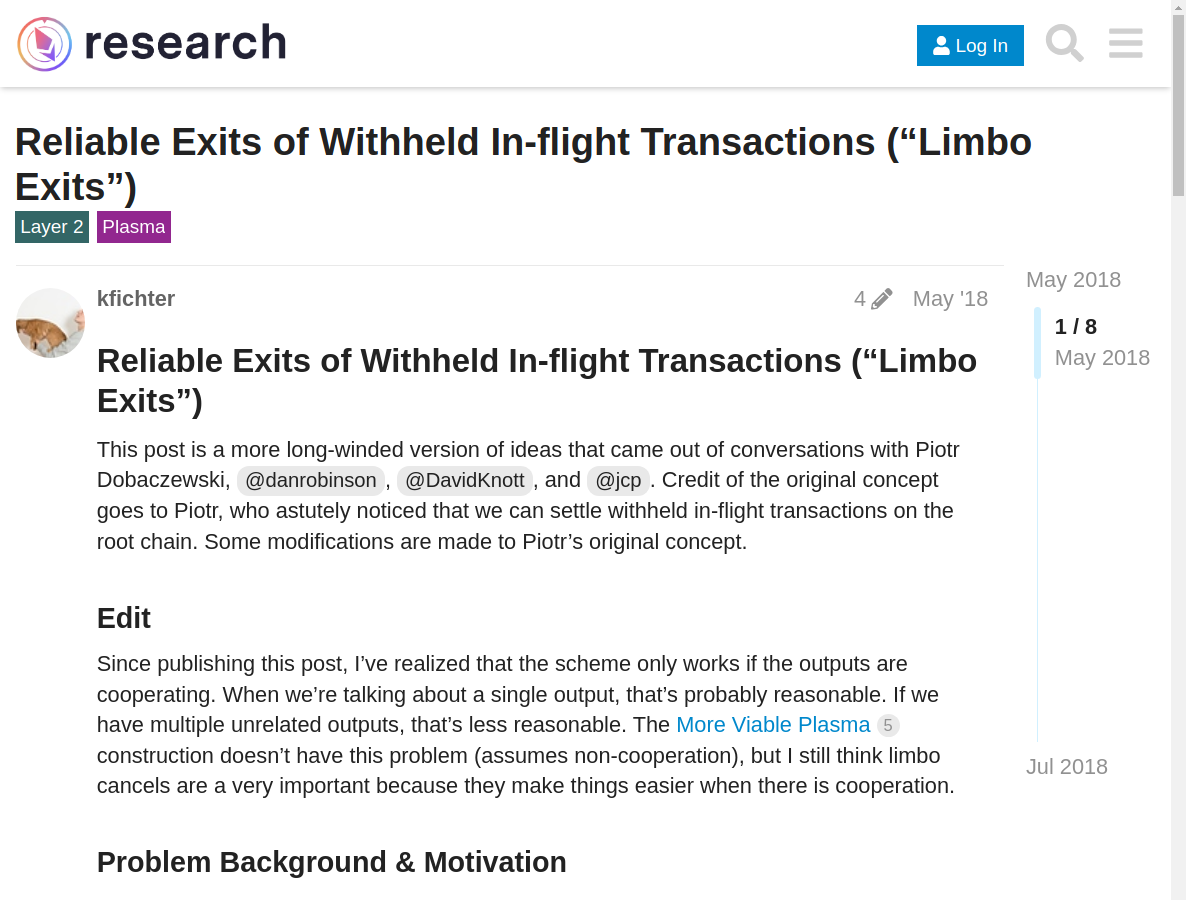 research
Log In
Reliable Exits of Withheld In-flight Transactions (“Limbo
Exits”)
Layer 2 Plasma
kfichter
4 May '18
Reliable Exits of Withheld In-flight Transactions (“Limbo
Exits”)
This post is a more long-winded version of ideas that came out of conversations with Piotr
Dobaczewski, @danrobinson, @DavidKnott, and @jcp. Credit of the original concept
goes to Piotr, who astutely noticed that we can settle withheld in-flight transactions on the
root chain. Some modifications are made to Piotr’s original concept.
Edit
Since publishing this post, I’ve realized that the scheme only works if the outputs are
cooperating. When we’re talking about a single output, that’s probably reasonable. If we
have multiple unrelated outputs, that’s less reasonable. The More Viable Plasma 5
construction doesn’t have this problem (assumes non-cooperation), but I still think limbo
cancels are a very important because they make things easier when there is cooperation.
Problem Background & Motivation
May 2018
1 / 8
May 2018
Jul 2018